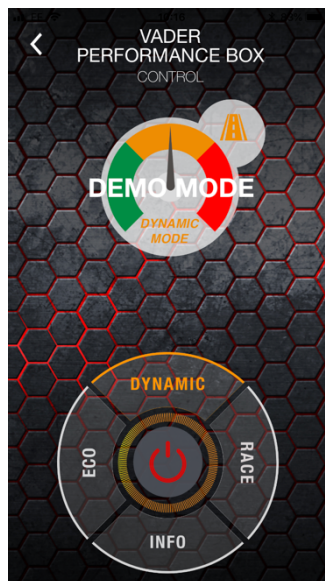 VADER
PERFORMANCE BOX
CONTROL
DEMO MODE
DYNAMIC
MODE
DYNAMIC
ECO
RACE
INFO